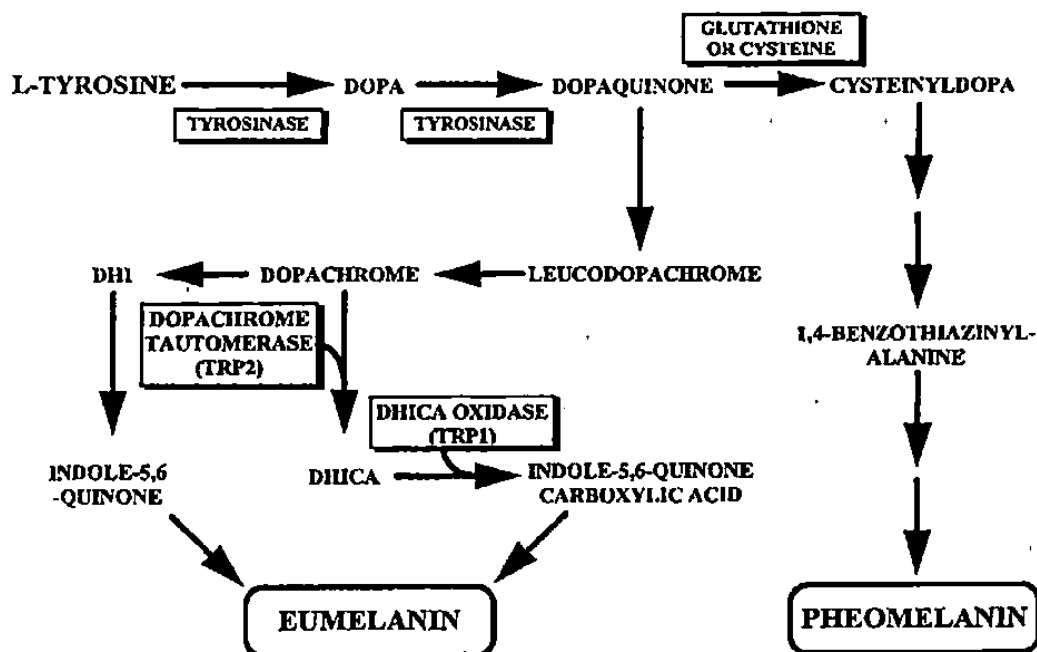 GLUTATHIONE
OR CYSTEINE
L-TYROSINE
DOPA
DOPAQUINONE
CYSTEINYLDOPA
TYROSINASE
TYROSINASE
DHI
DOPACHROME
LEUCODOPACHROME
DOPACHROME
TAUTOMERASE
(TRP2)
1,4-BENZOTHIAZINYL-
ALANINE
DHICA OXIDASE
(TRP1)
INDOLE-5,6
-QUINONE
DHICA
INDOLE-5,6-QUINONE
CARBOXYLIC ACID
EUMELANIN
PHEOMELANIN